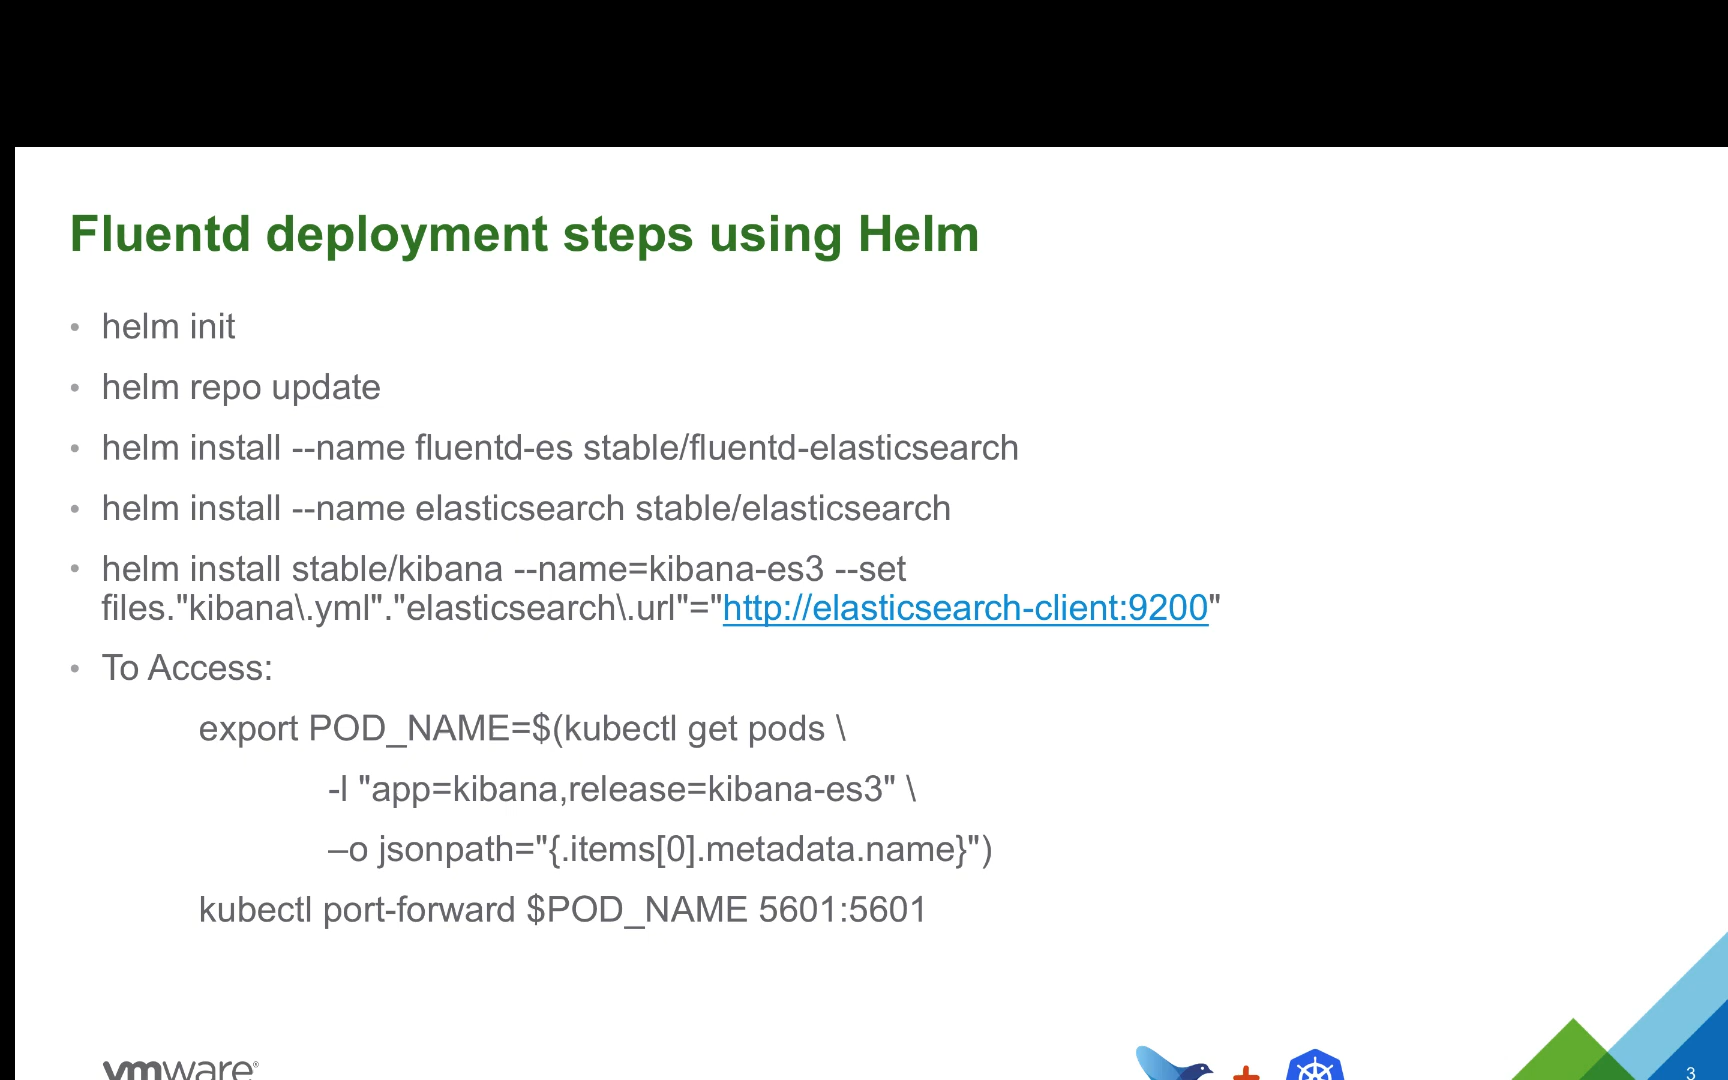 Fluentd deployment steps using Helm
• helm init
• helm repo update
• helm install --name fluentd-es stable/fluentd-elasticsearch
• helm install --name elasticsearch stable/elasticsearch
• helm install stable/kibana --name=kibana-es3 --set
files."kibana\.yml"."elasticsearch\.url"="http://elasticsearch-client:9200"
• To Access:
export POD_NAME=$(kubectl get pods \
-l "app=kibana,release=kibana-es3" \
–o jsonpath="{.items[0].metadata.name}")
kubectl port-forward $POD_NAME 5601:5601
vmware®
3